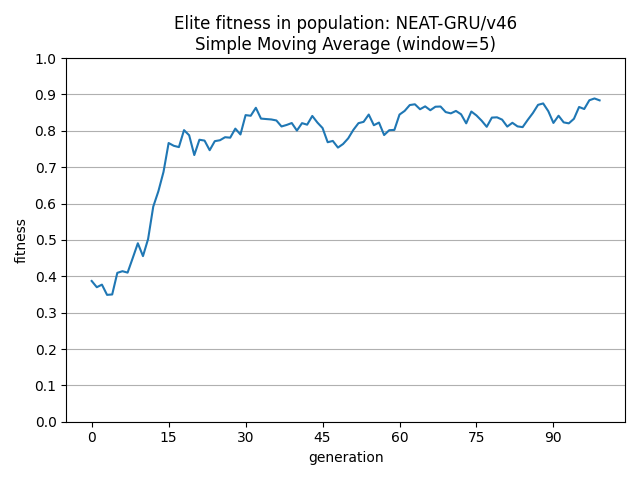 Elite fitness in population: NEAT-GRU/v46
Simple Moving Average (window=5)
1.0
0.9
0.8
0.7
0.6
0.5
0.4
0.3
0.2
0.1
0.0
fitness
0 15 30 45 60 75 90
generation